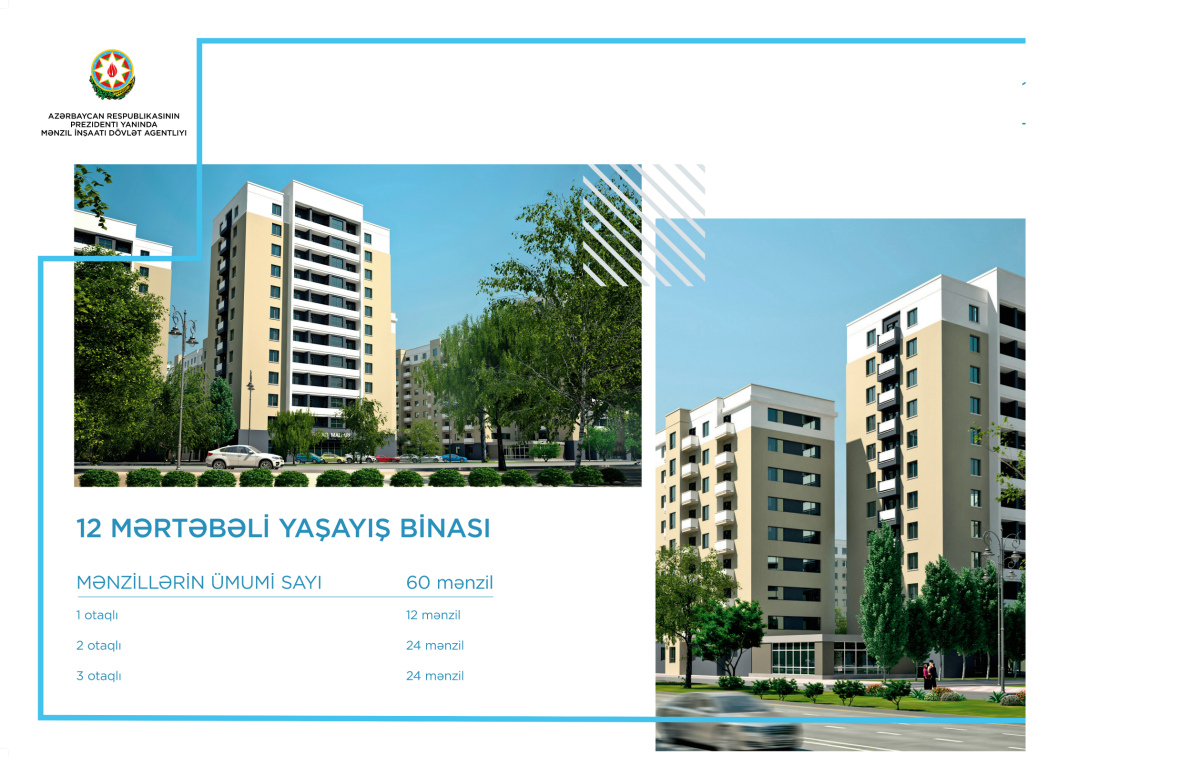 AZƏRBAYCAN RESPUBLIKASININ
PREZIDENTI YANINDA
MƏNZIL İNŞAATI DÖVLƏT AGENTLIYI
12 MƏRTƏBƏLİ YAŞAYIŞ BİNASI
MƏNZİLLƏRİN ÜMUMİ SAYI 60 mənzil
1 otaqlı 12 mənzil
2 otaqlı 24 mənzil
3 otaqlı 24 mənzil